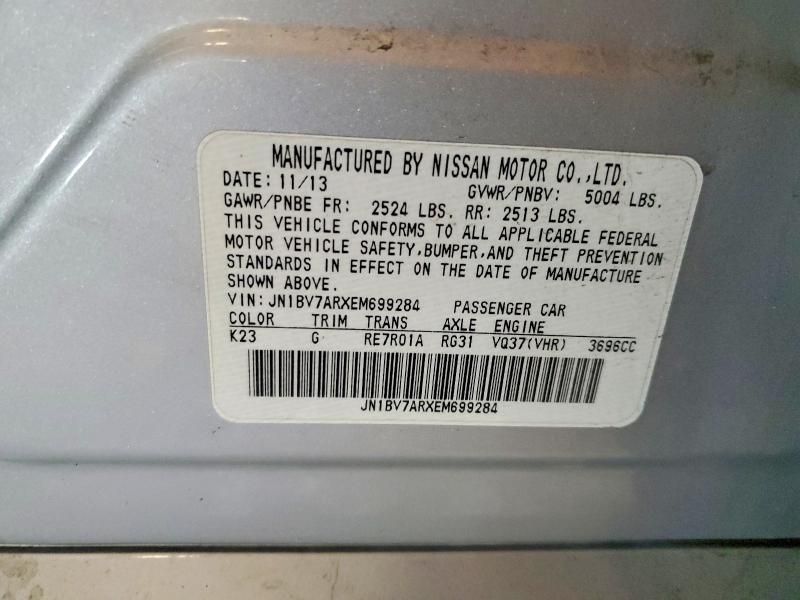 MANUFACTURED BY NISSAN MOTOR CO.,LTD.
DATE: 11/13 GVWR/PNBV: 5004 LBS.
GAWR/PNBE FR: 2524 LBS. RR: 2513 LBS.
THIS VEHICLE CONFORMS TO ALL APPLICABLE FEDERAL
MOTOR VEHICLE SAFETY,BUMPER,AND THEFT PREVENTION
STANDARDS IN EFFECT ON THE DATE OF MANUFACTURE
SHOWN ABOVE.
VIN:JN1BV7ARXEM699284 PASSENGER CAR
COLOR TRIM TRANS AXLE ENGINE
K23 G RE7R01A RG31 VQ37(VHR) 3696CC
JN1BV7ARXEM699284